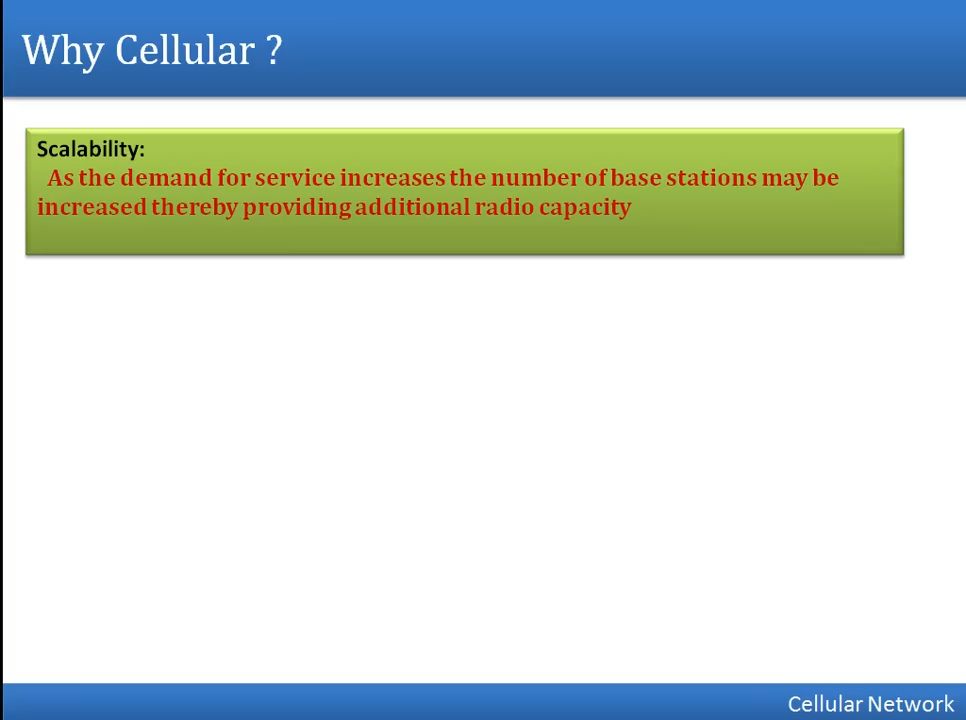 Why Cellular ?
Scalability:
As the demand for service increases the number of base stations may be
increased thereby providing additional radio capacity
Cellular Network